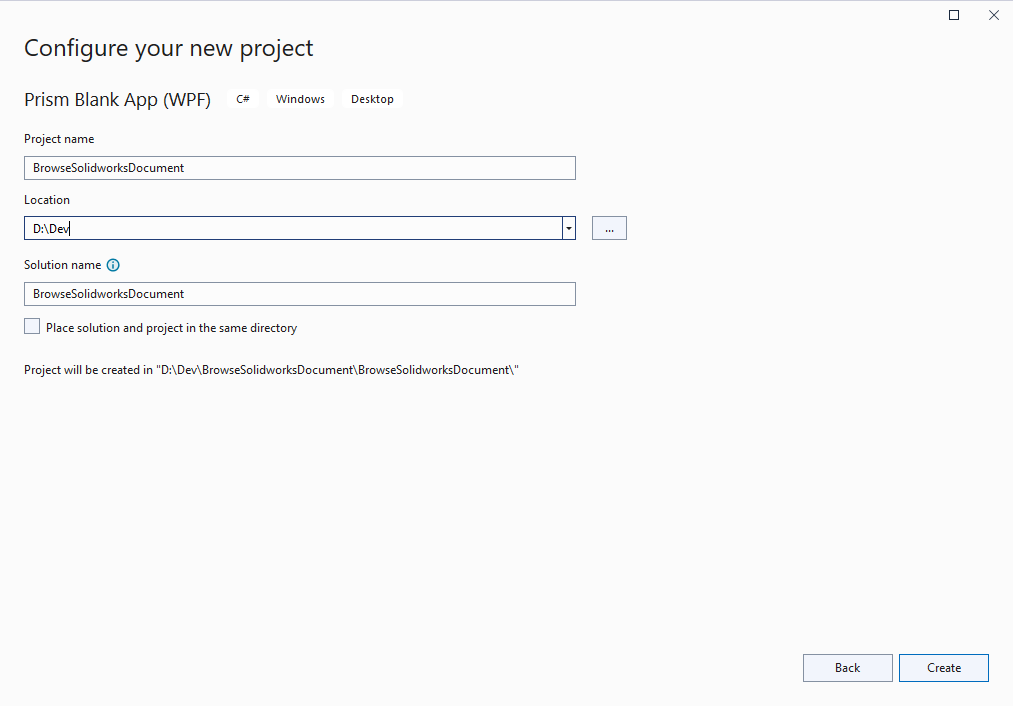 Configure your new project
Prism Blank App (WPF) C# Windows Desktop
Project name
BrowseSolidworksDocument
Location
D:\Dev
...
Solution name
BrowseSolidworksDocument
Place solution and project in the same directory
Project will be created in "D:\Dev\BrowseSolidworksDocument\BrowseSolidworksDocument\"
Back Create